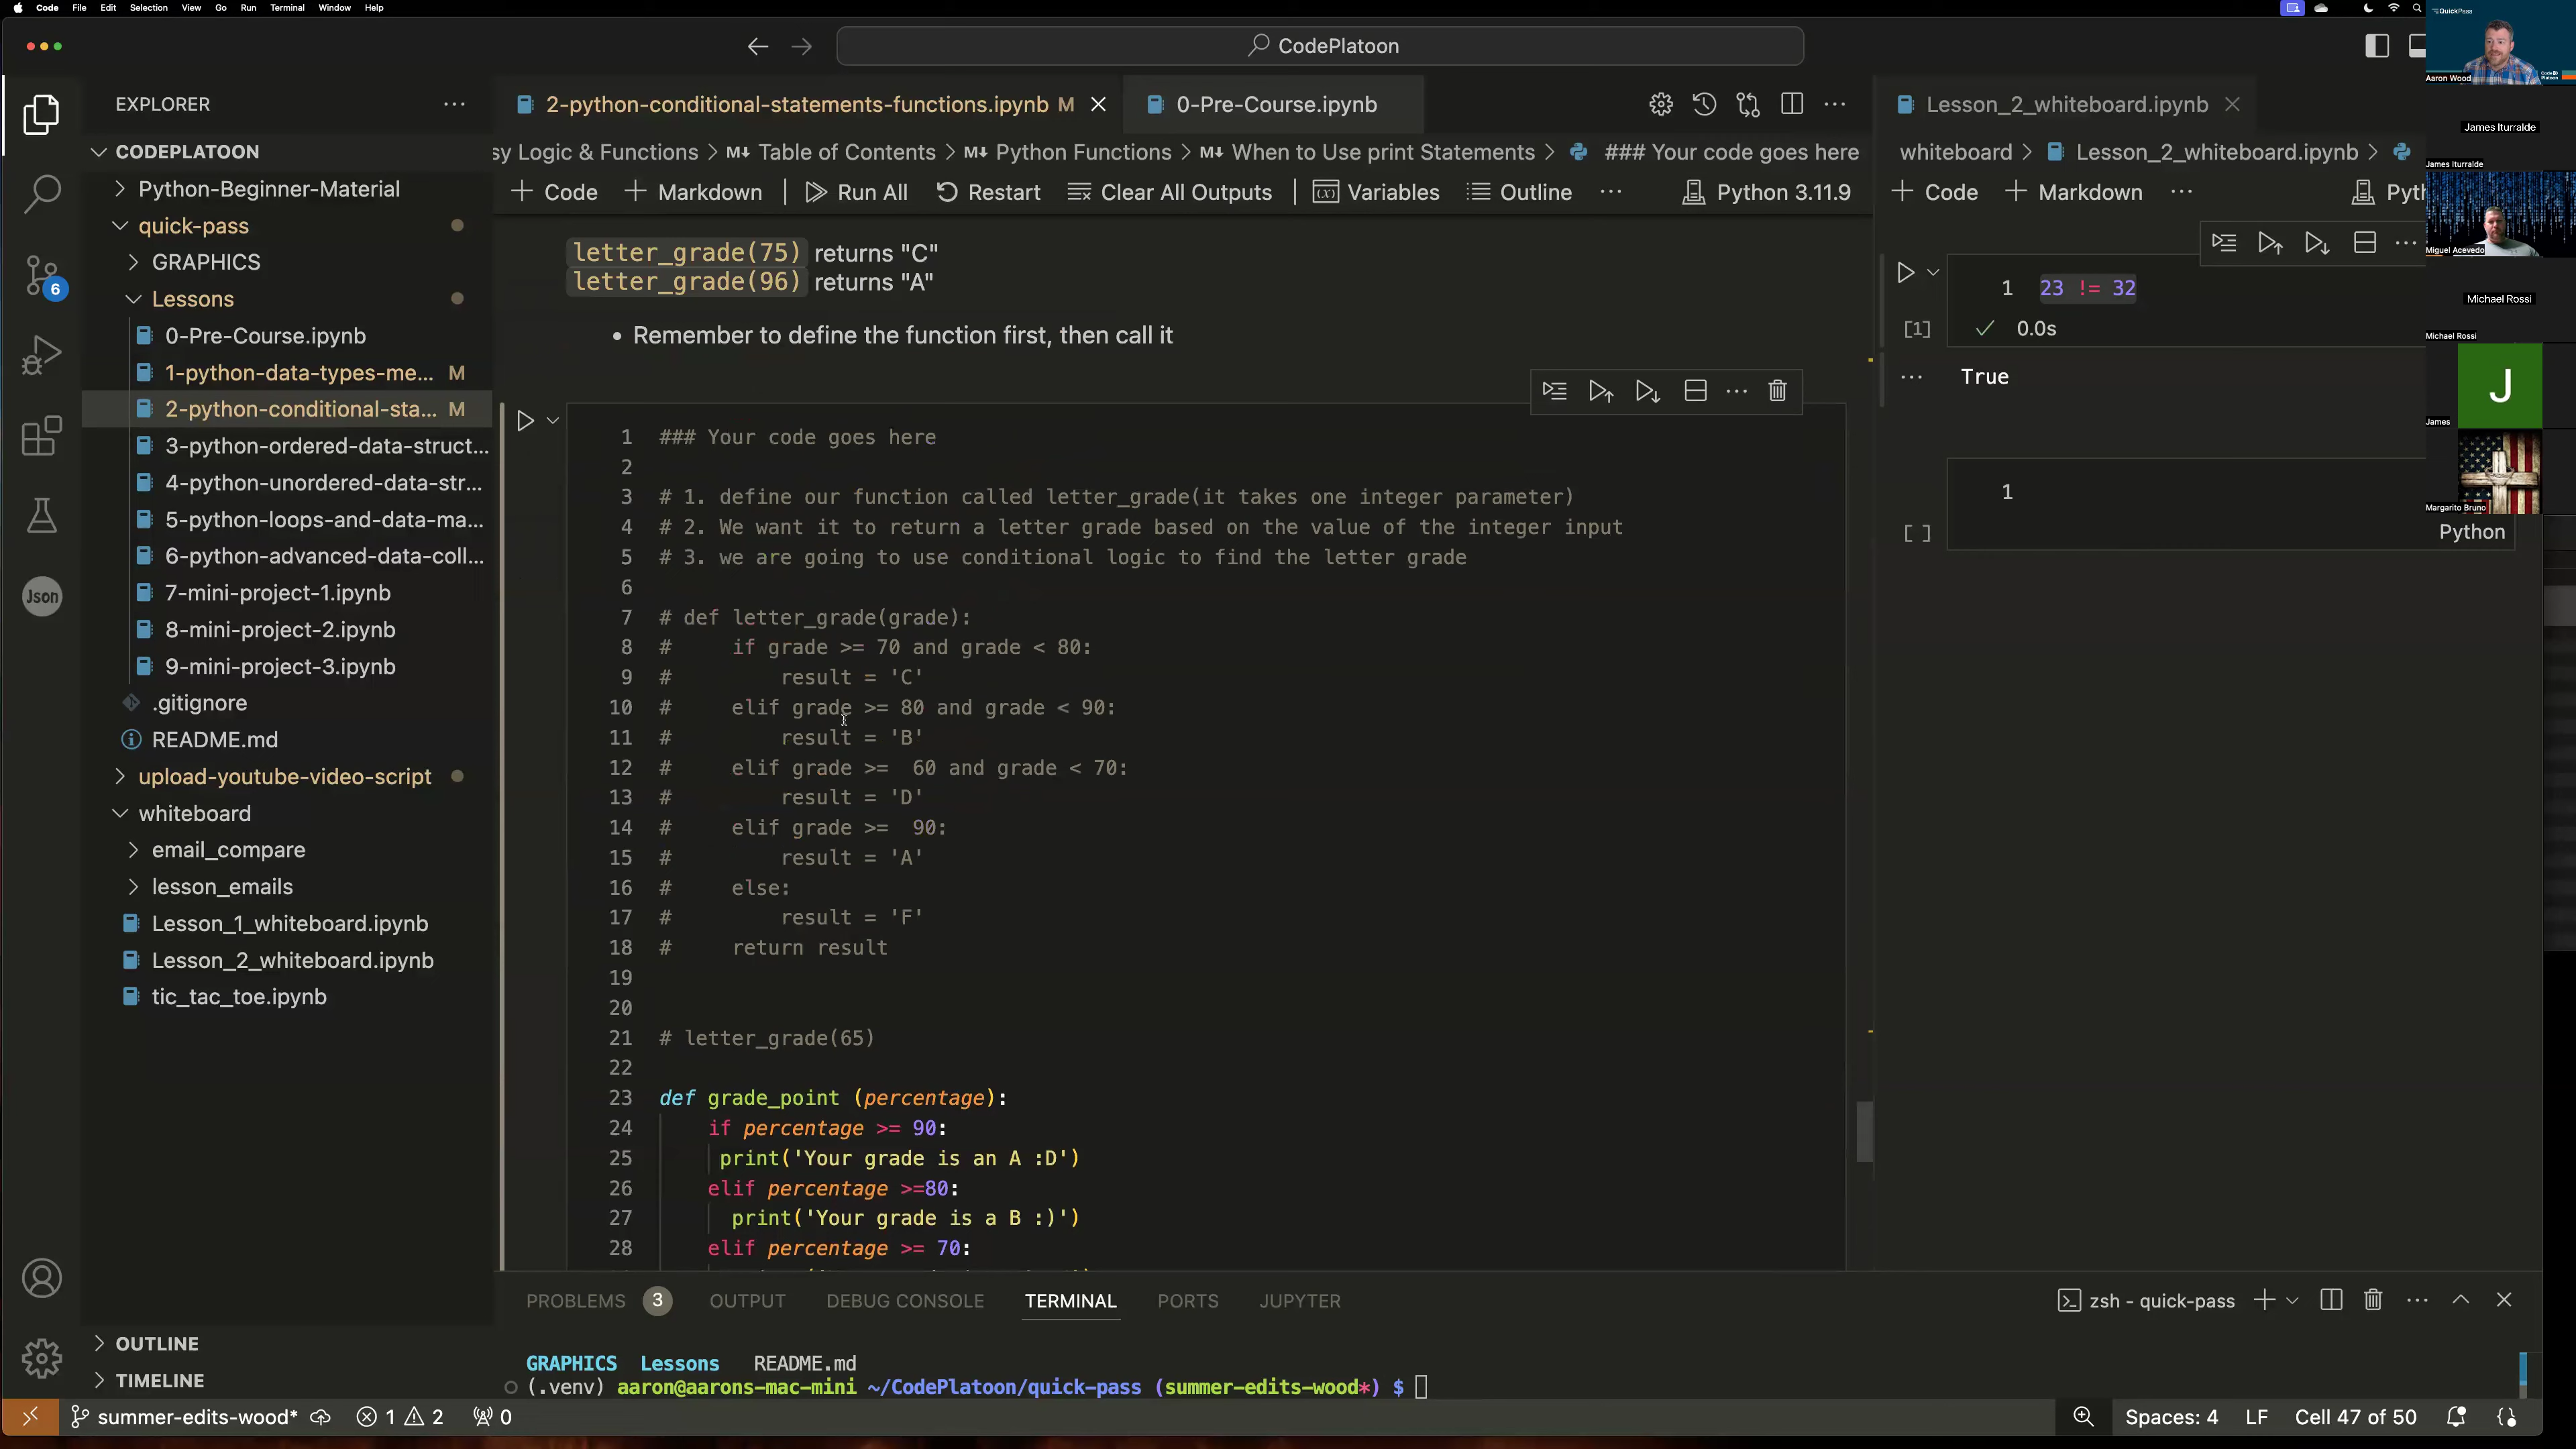 Code File Edit Selection View Go Run Terminal Window Help
CodePlatoon
EXPLORER
CODEPLATOON
Python-Beginner-Material
quick-pass
GRAPHICS
Lessons
0-Pre-Course.ipynb
1-python-data-types-me... M
2-python-conditional-sta... M
3-python-ordered-data-struct...
4-python-unordered-data-str...
5-python-loops-and-data-ma...
6-python-advanced-data-coll...
7-mini-project-1.ipynb
8-mini-project-2.ipynb
9-mini-project-3.ipynb
.gitignore
README.md
upload-youtube-video-script
whiteboard
email_compare
lesson_emails
Lesson_1_whiteboard.ipynb
Lesson_2_whiteboard.ipynb
tic_tac_toe.ipynb
OUTLINE
TIMELINE
6
Json
2-python-conditional-statements-functions.ipynb M
0-Pre-Course.ipynb
sy Logic & Functions > M↓ Table of Contents > M↓ Python Functions > M↓ When to Use print Statements > ### Your code goes here
+ Code + Markdown Run All Restart Clear All Outputs Variables Outline ... Python 3.11.9
letter_grade(75) returns "C"
letter_grade(96) returns "A"
• Remember to define the function first, then call it
1 ### Your code goes here
2
3 # 1. define our function called letter_grade(it takes one integer parameter)
4 # 2. We want it to return a letter grade based on the value of the integer input
5 # 3. we are going to use conditional logic to find the letter grade
6
7 # def letter_grade(grade):
8 #     if grade >= 70 and grade < 80:
9 #         result = 'C'
10 #     elif grade >= 80 and grade < 90:
11 #         result = 'B'
12 #     elif grade >=  60 and grade < 70:
13 #         result = 'D'
14 #     elif grade >=  90:
15 #         result = 'A'
16 #     else:
17 #         result = 'F'
18 #     return result
19
20
21 # letter_grade(65)
22
23 def grade_point (percentage):
24     if percentage >= 90:
25      print('Your grade is an A :D')
26     elif percentage >=80:
27       print('Your grade is a B :)')
28     elif percentage >= 70:
Lesson_2_whiteboard.ipynb
whiteboard > Lesson_2_whiteboard.ipynb >
+ Code + Markdown ... Pyth
1 23 != 32
[1] 0.0s
True
1
[ ] Python
QuickPass
Code Platoon
Aaron Wood
James Iturralde
James Iturralde
Miguel Acevedo
Michael Rossi
Michael Rossi
J
James
Margarito Bruno
PROBLEMS 3 OUTPUT DEBUG CONSOLE TERMINAL PORTS JUPYTER
zsh - quick-pass
GRAPHICS Lessons README.md
(.venv) aaron@aarons-mac-mini ~/CodePlatoon/quick-pass (summer-edits-wood*) $
summer-edits-wood* 1 2 0
Spaces: 4 LF Cell 47 of 50